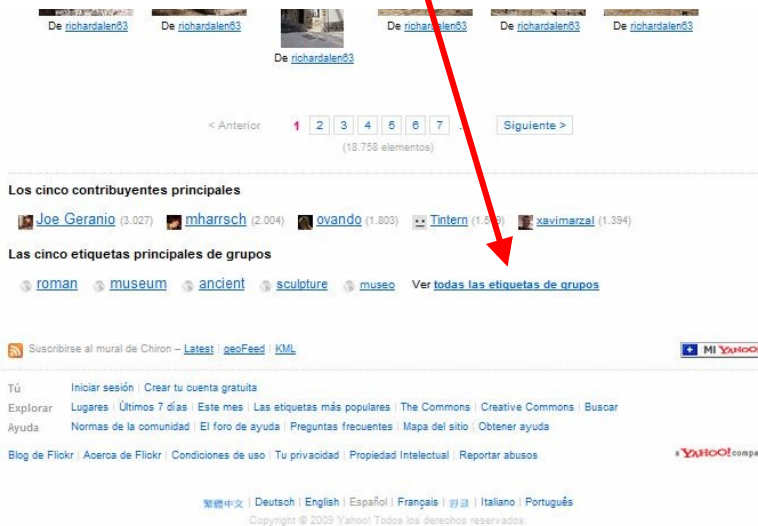 De richardalen63 De richardalen63 De richardalen63 De richardalen63 De richardalen63
De richardalen63
< Anterior 1 2 3 4 5 6 7 Siguiente >
(18.758 elementos)
Los cinco contribuyentes principales
Joe Geranio (3.027) mharrsch (2.004) ovando (1.803) Tintern xavimarzal (1.394)
Las cinco etiquetas principales de grupos
roman museum ancient sculpture museo Ver todas las etiquetas de grupos
Suscribirse al mural de Chiron – Latest | geoFeed | KML
MI YAHOO!
Tú Iniciar sesión | Crear tu cuenta gratuita
Explorar Lugares | Últimos 7 días | Este mes | Las etiquetas más populares | The Commons | Creative Commons | Buscar
Ayuda Normas de la comunidad | El foro de ayuda | Preguntas frecuentes | Mapa del sitio | Obtener ayuda
Blog de Flickr | Acerca de Flickr | Condiciones de uso | Tu privacidad | Propiedad Intelectual | Reportar abusos
a YAHOO! compa
繁體中文 | Deutsch | English | Español | Français | 한글 | Italiano | Português
Copyright © 2009 Yahoo! Todos los derechos reservados.